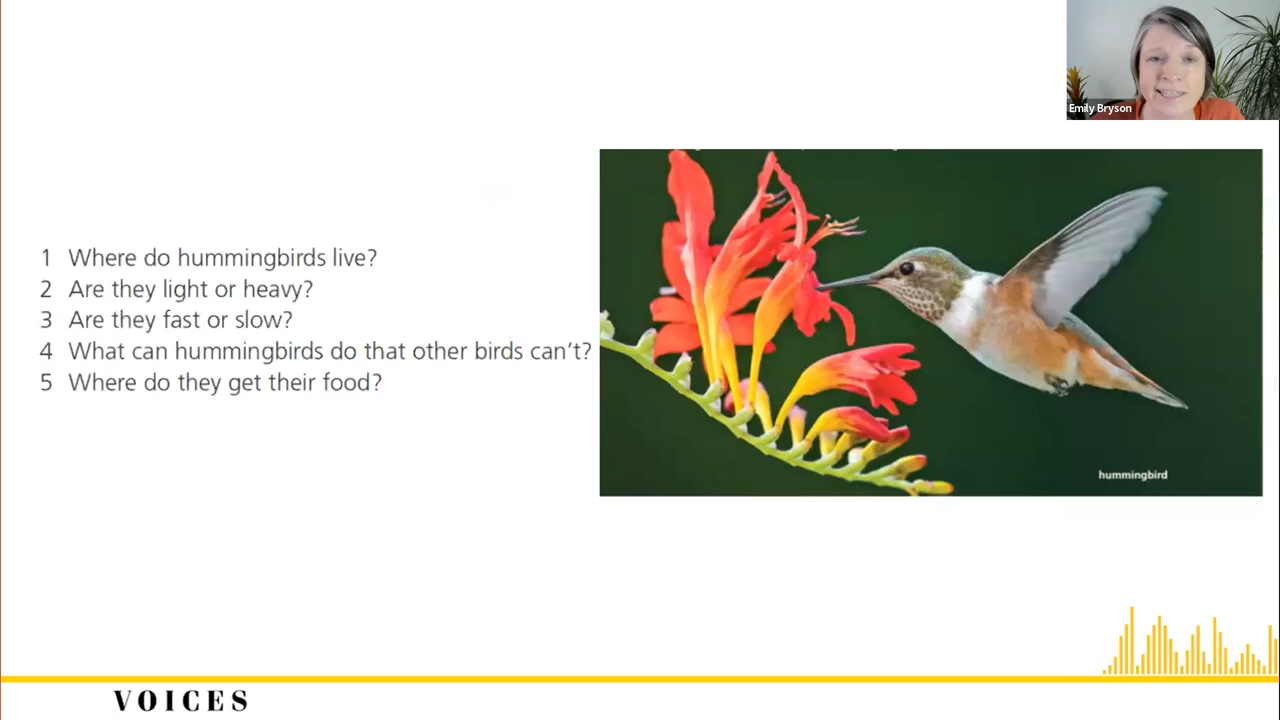 Emily Bryson
1 Where do hummingbirds live?
2 Are they light or heavy?
3 Are they fast or slow?
4 What can hummingbirds do that other birds can't?
5 Where do they get their food?
hummingbird
VOICES